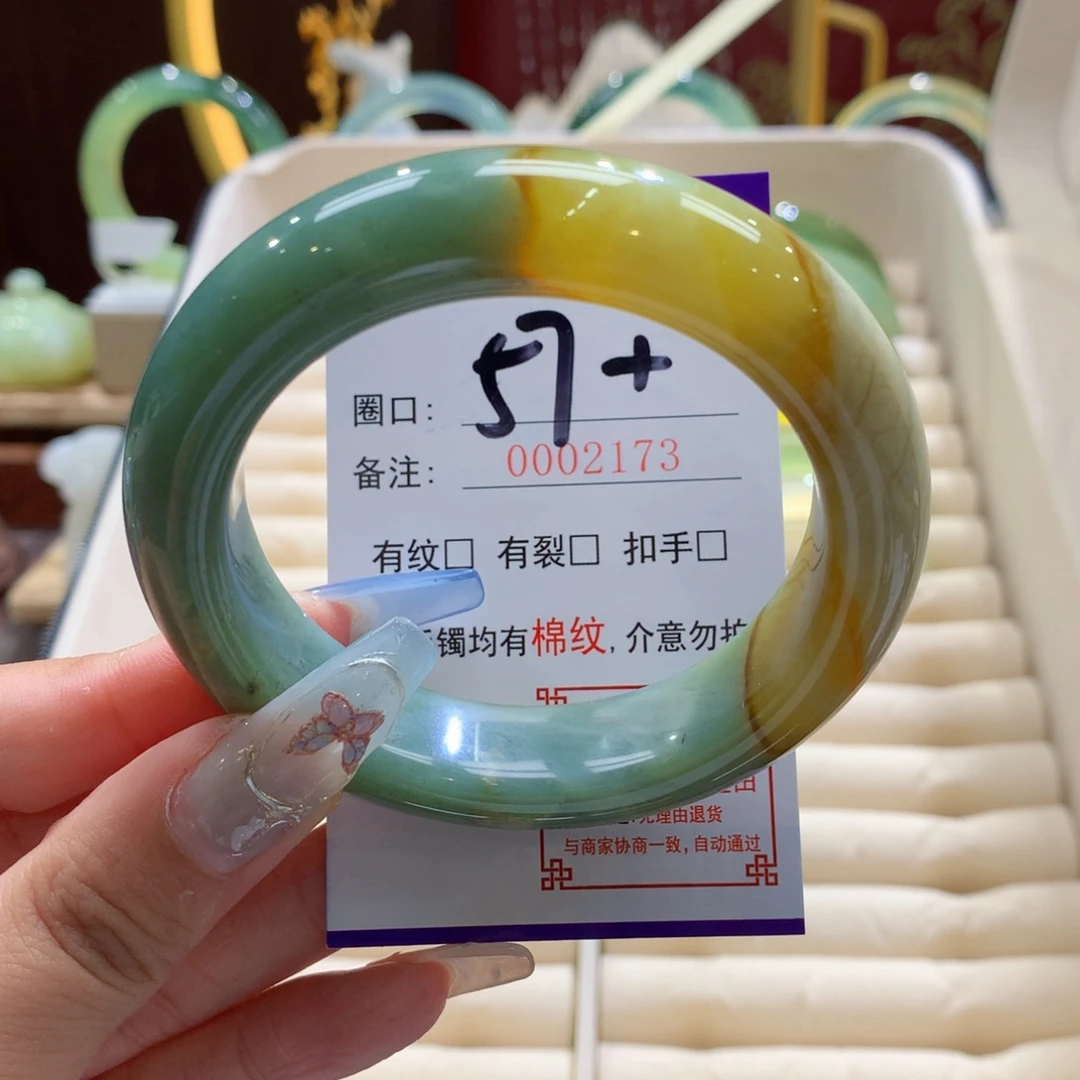 圈口: 57+
备注: 0002173
有纹□ 有裂□ 扣手□
镯均有棉纹,介意勿拍
理由退货
与商家协商一致,自动通过